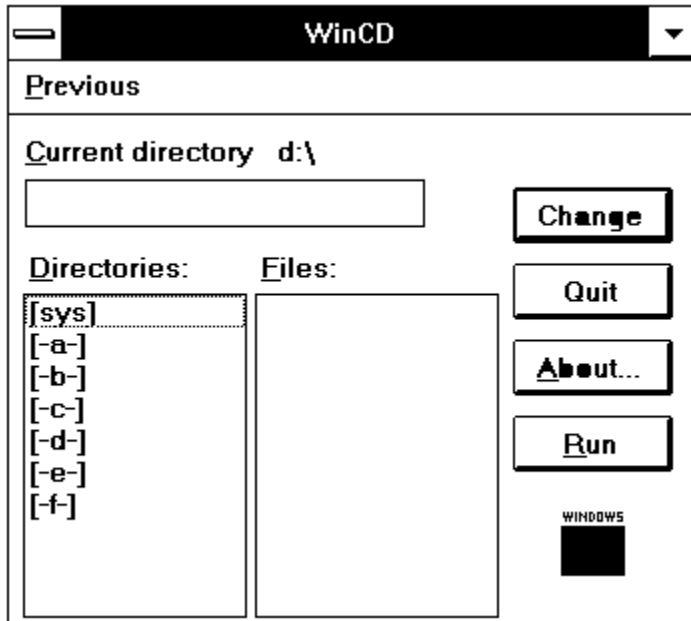 WinCD
Previous
Current directory d:\
Change
Directories: Files:
Quit
[sys]
[-a-]
[-b-]
[-c-]
[-d-]
[-e-]
[-f-]
About...
Run
WINDOWS